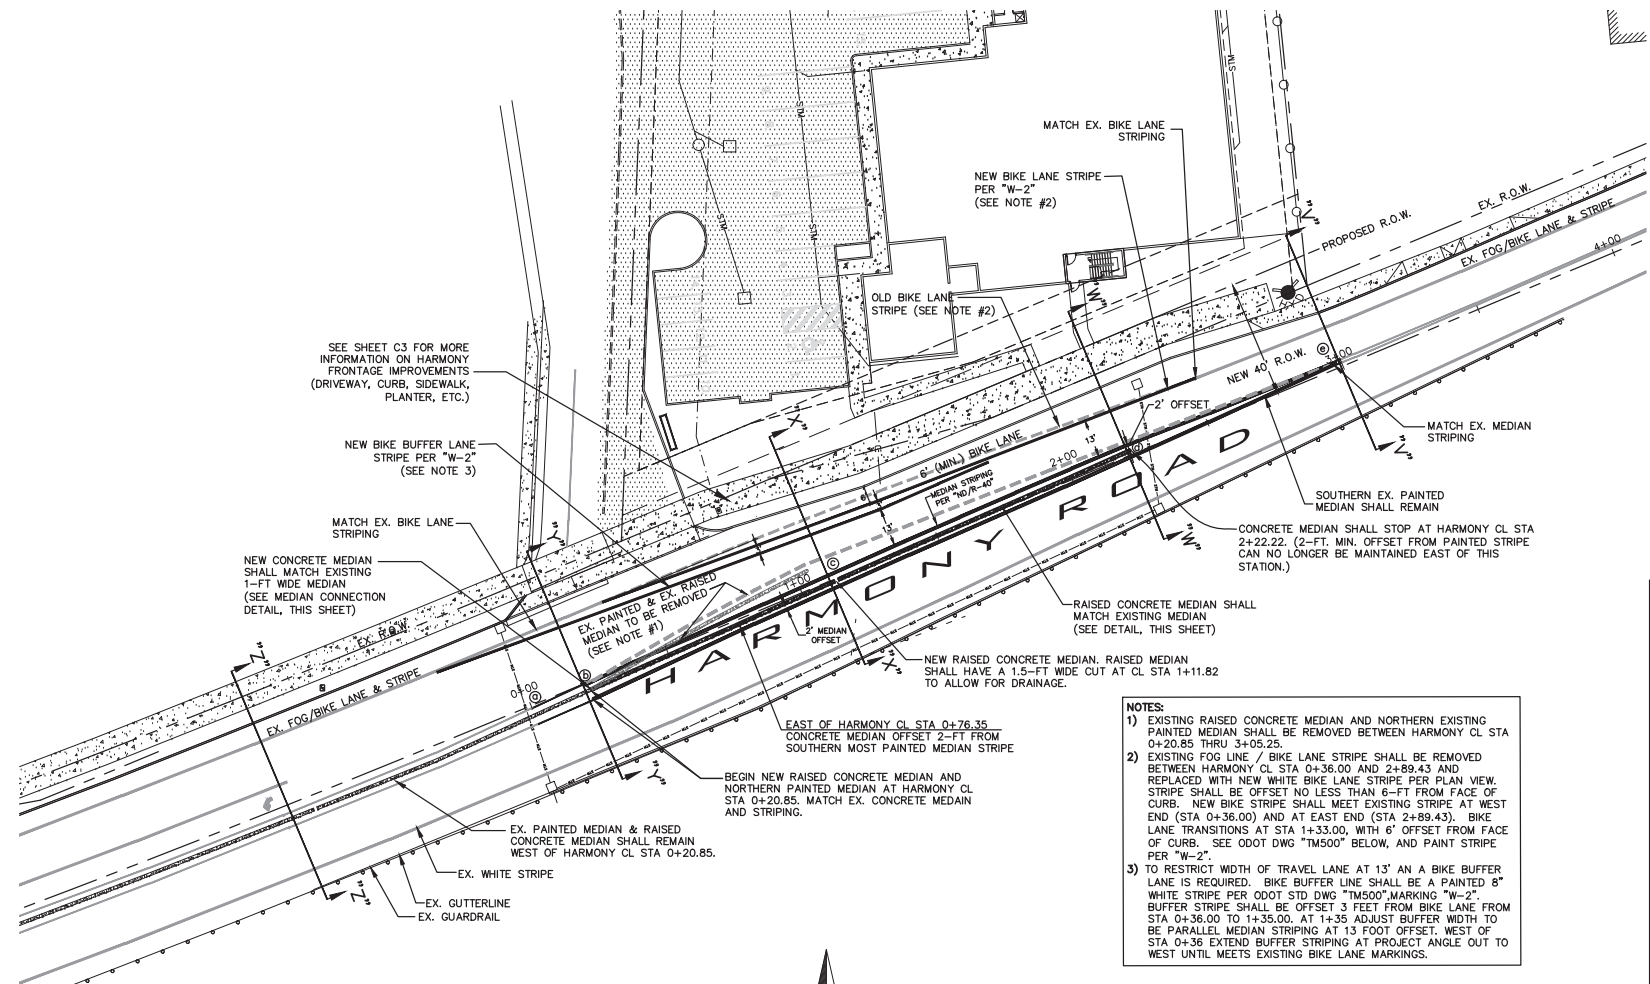 MATCH EX. BIKE LANE
STRIPING
NEW BIKE LANE STRIPE
PER "W-2"
(SEE NOTE #2)
OLD BIKE LANE
STRIPE (SEE NOTE #2)
STM
STM
STM
STM
"V"
"W"
"X"
"Y"
"Z"
PROPOSED R.O.W.
EX. R.O.W.
EX. FOG/BIKE LANE & STRIPE
4+00
SEE SHEET C3 FOR MORE
INFORMATION ON HARMONY
FRONTAGE IMPROVEMENTS
(DRIVEWAY, CURB, SIDEWALK,
PLANTER, ETC.)
NEW BIKE BUFFER LANE
STRIPE PER "W-2"
(SEE NOTE 3)
MATCH EX. BIKE LANE
STRIPING
NEW CONCRETE MEDIAN
SHALL MATCH EXISTING
1-FT WIDE MEDIAN
(SEE MEDIAN CONNECTION
DETAIL, THIS SHEET)
NEW 40' R.O.W.
e
3+00
2' OFFSET
d
13'
2+00
6' (MIN.) BIKE LANE
MEDIAN STRIPING
PER "ND/R-40"
6'
13'
c
1+00
EX. PAINTED & EX. RAISED
MEDIAN TO BE REMOVED
(SEE NOTE #1)
2' MEDIAN
OFFSET
b
a
0+00
EX. R.O.W.
EX. FOG/BIKE LANE & STRIPE
HARMONY ROAD
MATCH EX. MEDIAN
STRIPING
SOUTHERN EX. PAINTED
MEDIAN SHALL REMAIN
CONCRETE MEDIAN SHALL STOP AT HARMONY CL STA
2+22.22. (2-FT. MIN. OFFSET FROM PAINTED STRIPE
CAN NO LONGER BE MAINTAINED EAST OF THIS
STATION.)
RAISED CONCRETE MEDIAN SHALL
MATCH EXISTING MEDIAN
(SEE DETAIL, THIS SHEET)
NEW RAISED CONCRETE MEDIAN. RAISED MEDIAN
SHALL HAVE A 1.5-FT WIDE CUT AT CL STA 1+11.82
TO ALLOW FOR DRAINAGE.
EAST OF HARMONY CL STA 0+76.35
CONCRETE MEDIAN OFFSET 2-FT FROM
SOUTHERN MOST PAINTED MEDIAN STRIPE
BEGIN NEW RAISED CONCRETE MEDIAN AND
NORTHERN PAINTED MEDIAN AT HARMONY CL
STA 0+20.85. MATCH EX. CONCRETE MEDAIN
AND STRIPING.
EX. PAINTED MEDIAN & RAISED
CONCRETE MEDIAN SHALL REMAIN
WEST OF HARMONY CL STA 0+20.85.
EX. WHITE STRIPE
EX. GUTTERLINE
EX. GUARDRAIL
"V"
"W"
"X"
"Y"
"Z"
NOTES:
1) EXISTING RAISED CONCRETE MEDIAN AND NORTHERN EXISTING
PAINTED MEDIAN SHALL BE REMOVED BETWEEN HARMONY CL STA
0+20.85 THRU 3+05.25.
2) EXISTING FOG LINE / BIKE LANE STRIPE SHALL BE REMOVED
BETWEEN HARMONY CL STA 0+36.00 AND 2+89.43 AND
REPLACED WITH NEW WHITE BIKE LANE STRIPE PER PLAN VIEW.
STRIPE SHALL BE OFFSET NO LESS THAN 6-FT FROM FACE OF
CURB. NEW BIKE STRIPE SHALL MEET EXISTING STRIPE AT WEST
END (STA 0+36.00) AND AT EAST END (STA 2+89.43). BIKE
LANE TRANSITIONS AT STA 1+33.00, WITH 6' OFFSET FROM FACE
OF CURB. SEE ODOT DWG "TM500" BELOW, AND PAINT STRIPE
PER "W-2".
3) TO RESTRICT WIDTH OF TRAVEL LANE AT 13' AN A BIKE BUFFER
LANE IS REQUIRED. BIKE BUFFER LINE SHALL BE A PAINTED 8"
WHITE STRIPE PER ODOT STD DWG "TM500",MARKING "W-2".
BUFFER STRIPE SHALL BE OFFSET 3 FEET FROM BIKE LANE FROM
STA 0+36.00 TO 1+35.00. AT 1+35 ADJUST BUFFER WIDTH TO
BE PARALLEL MEDIAN STRIPING AT 13 FOOT OFFSET. WEST OF
STA 0+36 EXTEND BUFFER STRIPING AT PROJECT ANGLE OUT TO
WEST UNTIL MEETS EXISTING BIKE LANE MARKINGS.